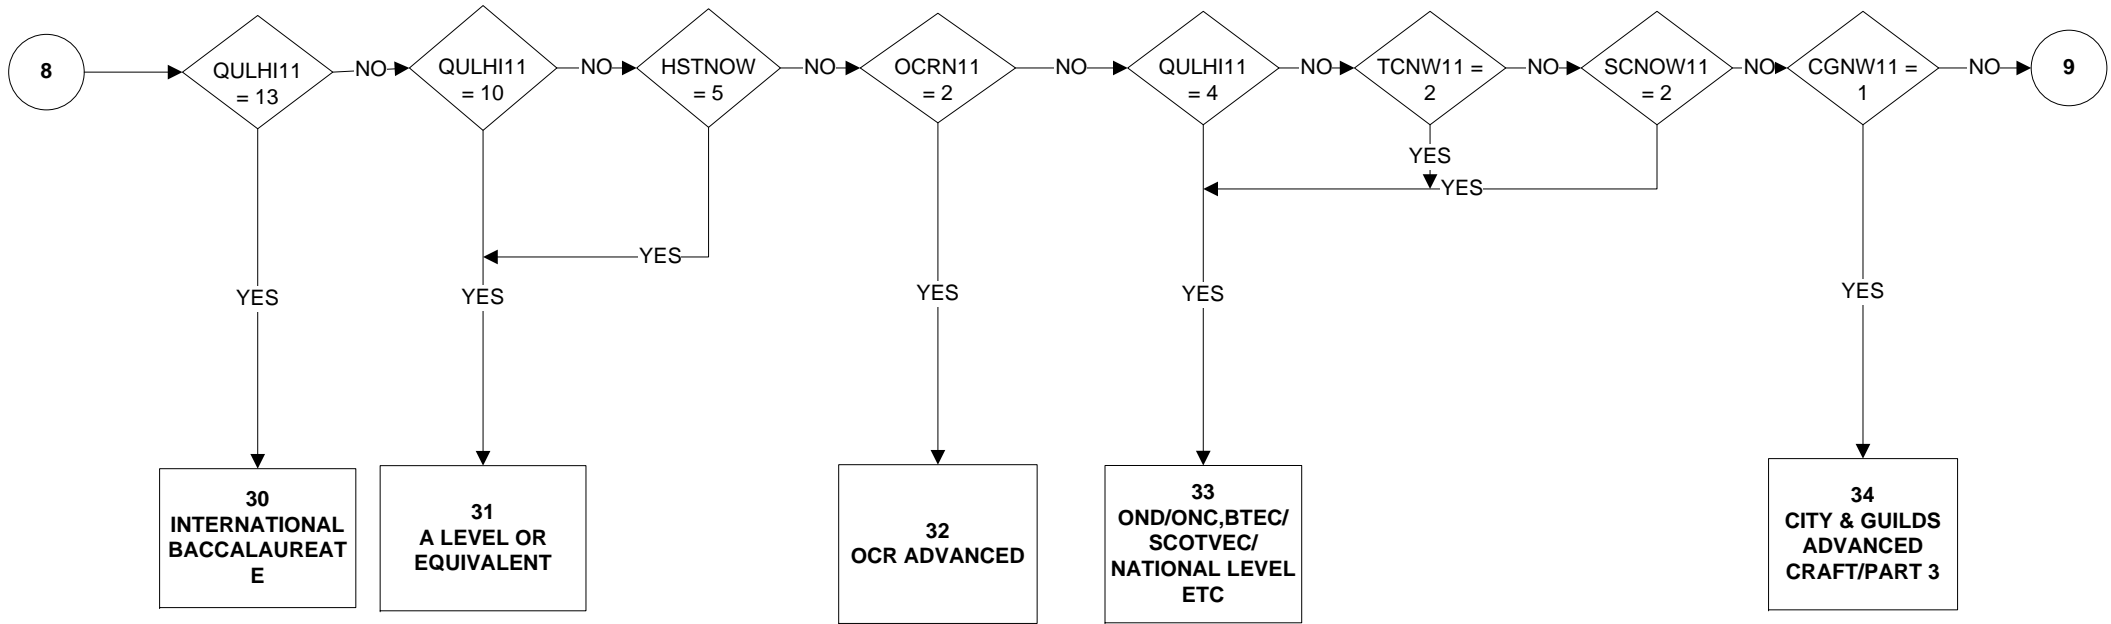 8
QULHI11
= 13
NO
QULHI11
= 10
NO
HSTNOW
= 5
NO
OCRN11
= 2
NO
QULHI11
= 4
NO
TCNW11 =
2
NO
SCNOW11
= 2
NO
CGNW11 =
1
NO
9
YES
YES
YES
YES
YES
YES
YES
YES
30
INTERNATIONAL
BACCALAUREAT
E
31
A LEVEL OR
EQUIVALENT
32
OCR ADVANCED
33
OND/ONC,BTEC/
SCOTVEC/
NATIONAL LEVEL
ETC
34
CITY & GUILDS
ADVANCED
CRAFT/PART 3